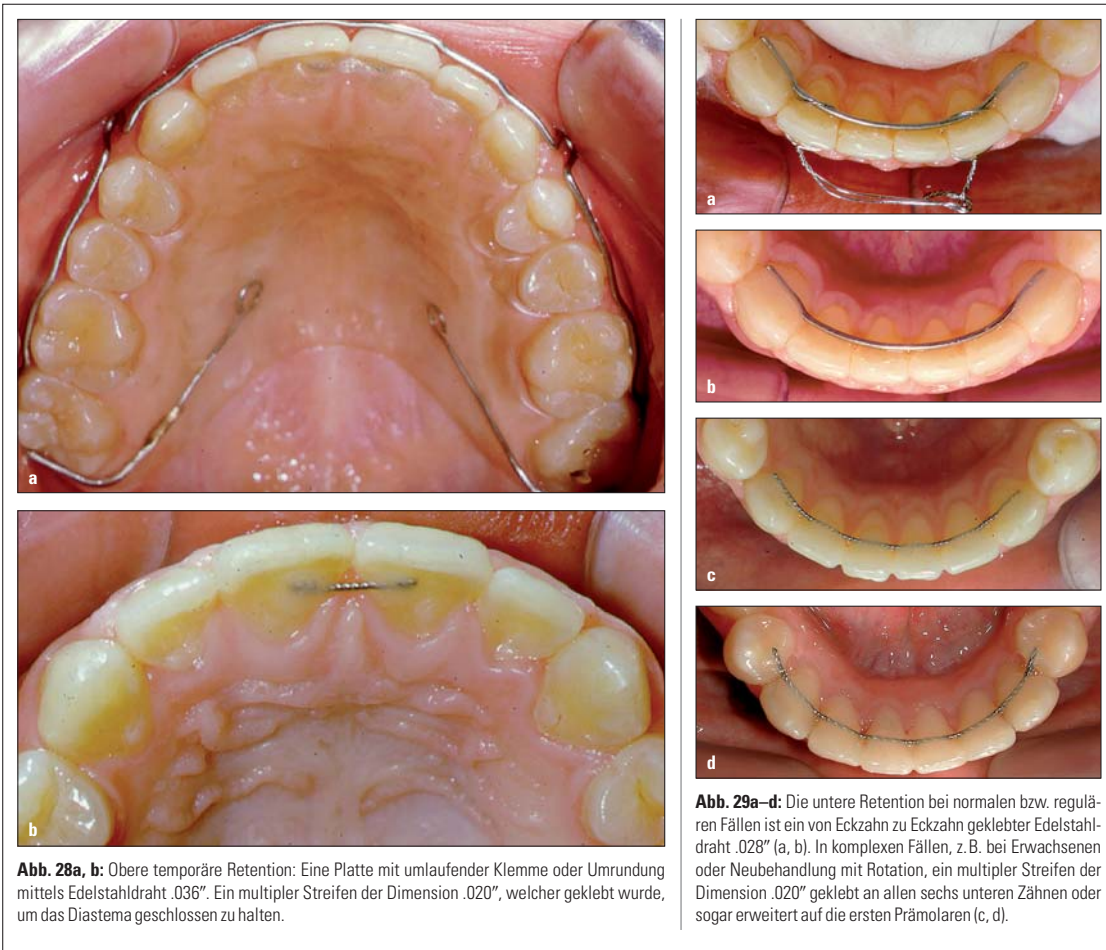 a
b
Abb. 28a, b: Obere temporäre Retention: Eine Platte mit umlaufender Klemme oder Umrundung
mittels Edelstahldraht .036″. Ein multipler Streifen der Dimension .020″, welcher geklebt wurde,
um das Diastema geschlossen zu halten.
a
b
c
d
Abb. 29a–d: Die untere Retention bei normalen bzw. regulä-
ren Fällen ist ein von Eckzahn zu Eckzahn geklebter Edelstahl-
draht .028″ (a, b). In komplexen Fällen, z.B. bei Erwachsenen
oder Neubehandlung mit Rotation, ein multipler Streifen der
Dimension .020″ geklebt an allen sechs unteren Zähnen oder
sogar erweitert auf die ersten Prämolaren (c, d).